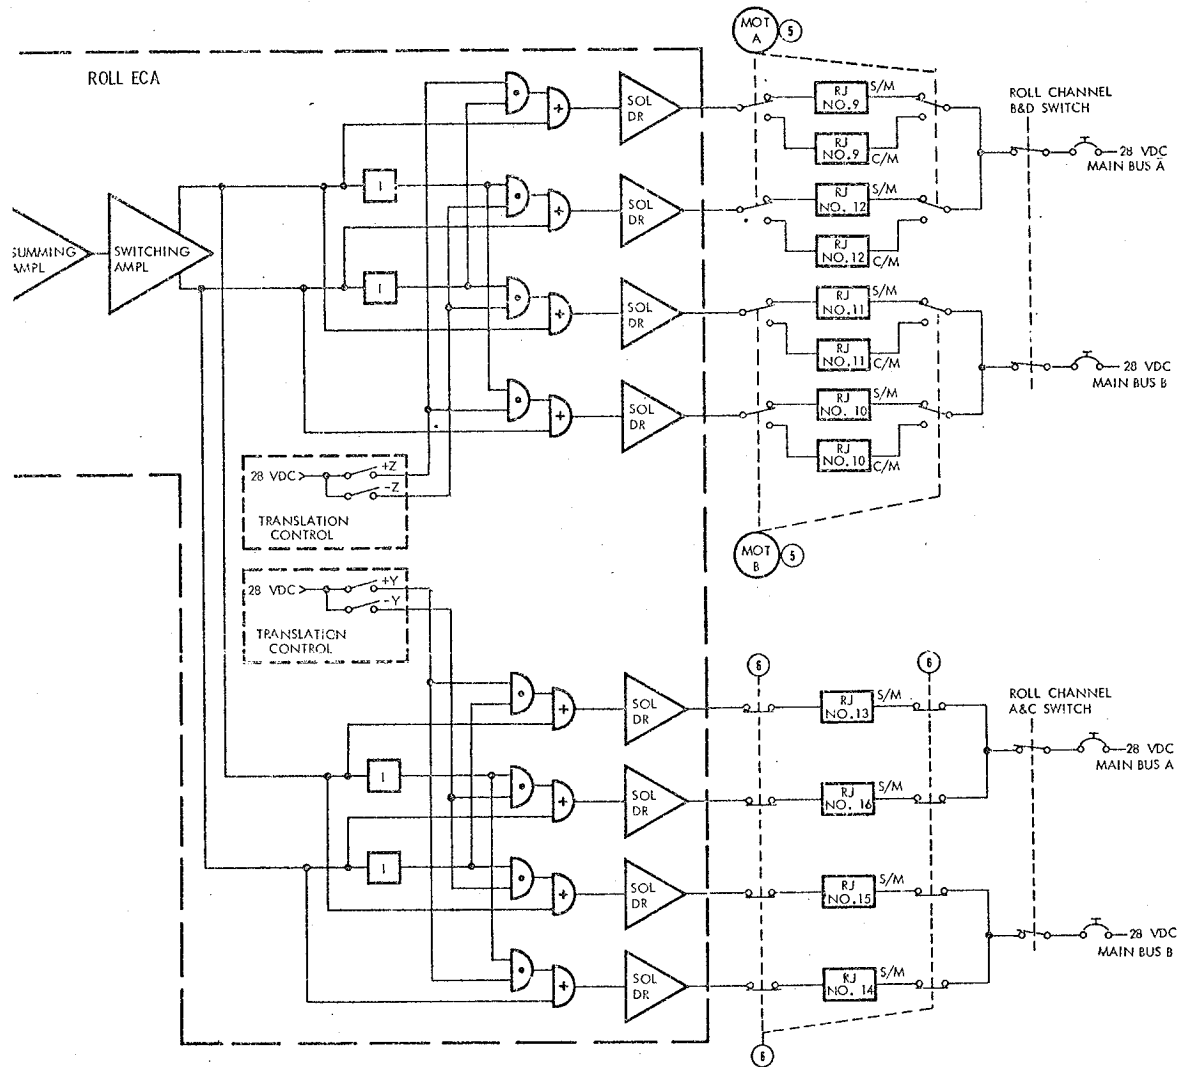 MOT
A
5
ROLL ECA
SOL
DR
RJ
NO.9
S/M
ROLL CHANNEL
B&D SWITCH
RJ
NO.9
C/M
28 VDC
MAIN BUS A
I
SOL
DR
RJ
NO. 12
S/M
SUMMING
AMPL
SWITCHING
AMPL
RJ
NO.12
C/M
I
SOL
DR
RJ
NO.11
S/M
RJ
NO.11
C/M
28 VDC
MAIN BUS B
SOL
DR
RJ
NO. 10
S/M
RJ
NO.10
C/M
28 VDC
+Z
-Z
TRANSLATION
CONTROL
MOT
B
5
28 VDC
+Y
-Y
TRANSLATION
CONTROL
6
6
SOL
DR
RJ
NO.13
S/M
ROLL CHANNEL
A&C SWITCH
28 VDC
MAIN BUS A
I
SOL
DR
RJ
NO. 16
S/M
I
SOL
DR
RJ
NO.15
S/M
28 VDC
MAIN BUS B
SOL
DR
RJ
NO. 14
S/M
6